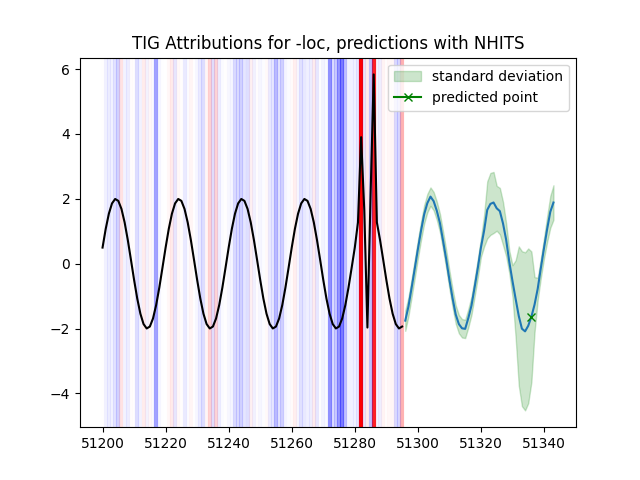 TIG Attributions for -loc, predictions with NHITS
standard deviation
predicted point
6
4
2
0
−2
−4
51200 51220 51240 51260 51280 51300 51320 51340